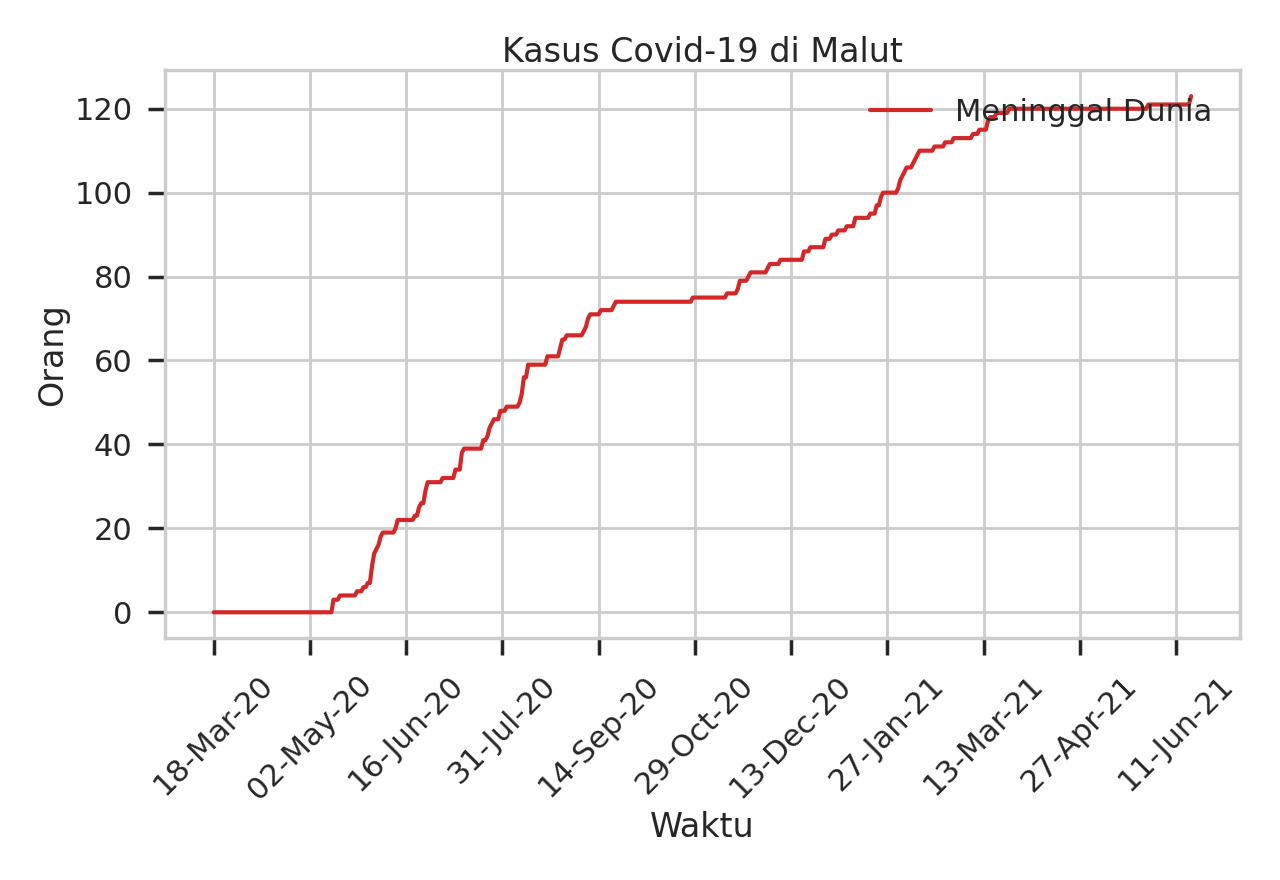 Kasus Covid-19 di Malut
Meninggal Dunia
120
100
80
60
40
20
0
Orang
18-Mar-20
02-May-20
16-Jun-20
31-Jul-20
14-Sep-20
29-Oct-20
13-Dec-20
27-Jan-21
13-Mar-21
27-Apr-21
11-Jun-21
Waktu